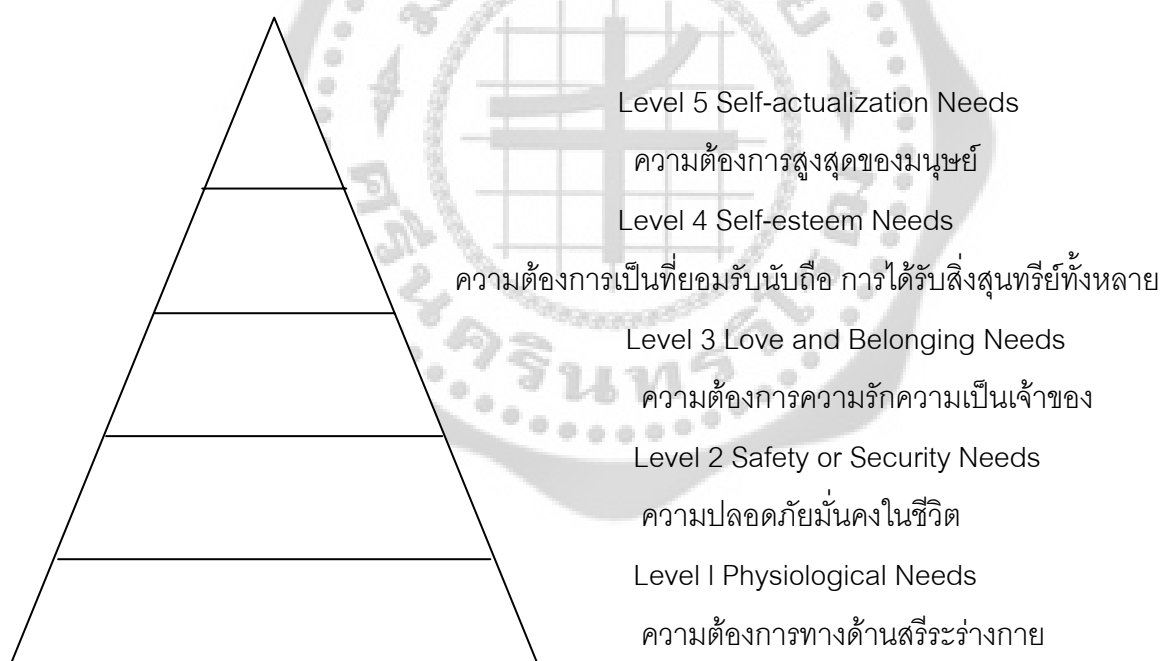 Level 5 Self-actualization Needs
ความต้องการสูงสุดของมนุษย์
Level 4 Self-esteem Needs
ความต้องการเป็นที่ยอมรับนับถือ การได้รับสิ่งสุนทรีย์ทั้งหลาย
Level 3 Love and Belonging Needs
ความต้องการความรักความเป็นเจ้าของ
Level 2 Safety or Security Needs
ความปลอดภัยมั่นคงในชีวิต
Level I Physiological Needs
ความต้องการทางด้านสรีระร่างกาย